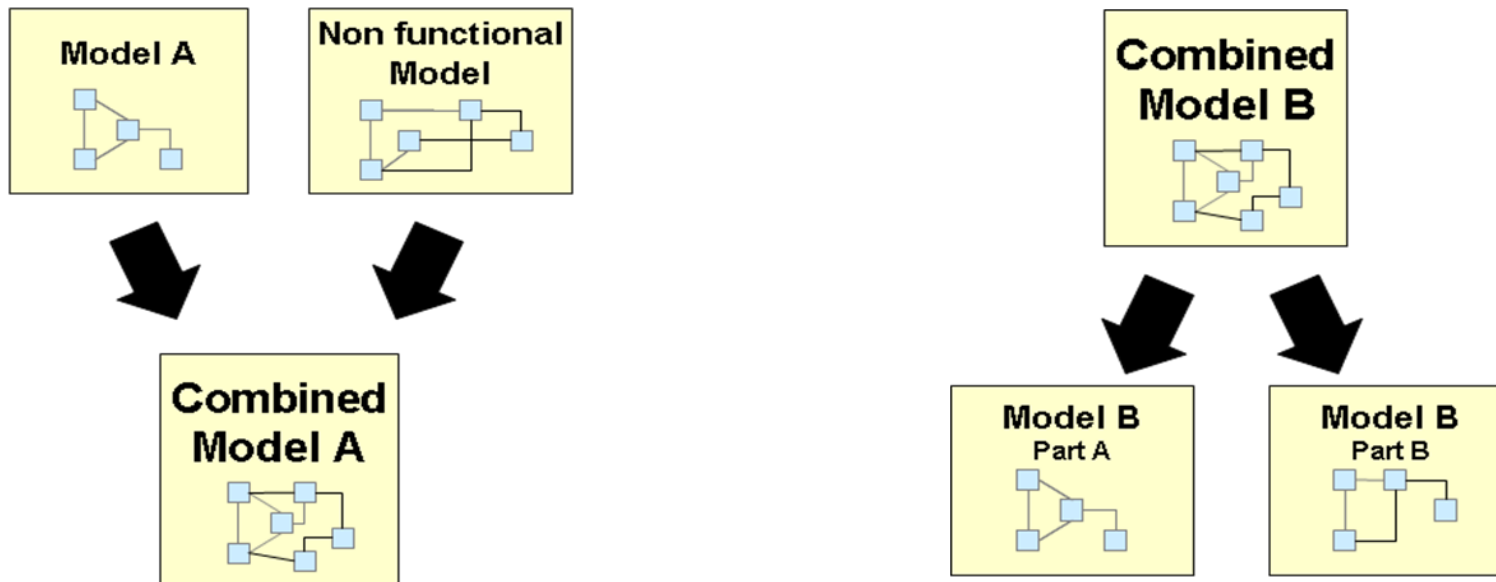 Model A
Non functional
Model
Combined
Model A
Combined
Model B
Model B
Part A
Model B
Part B